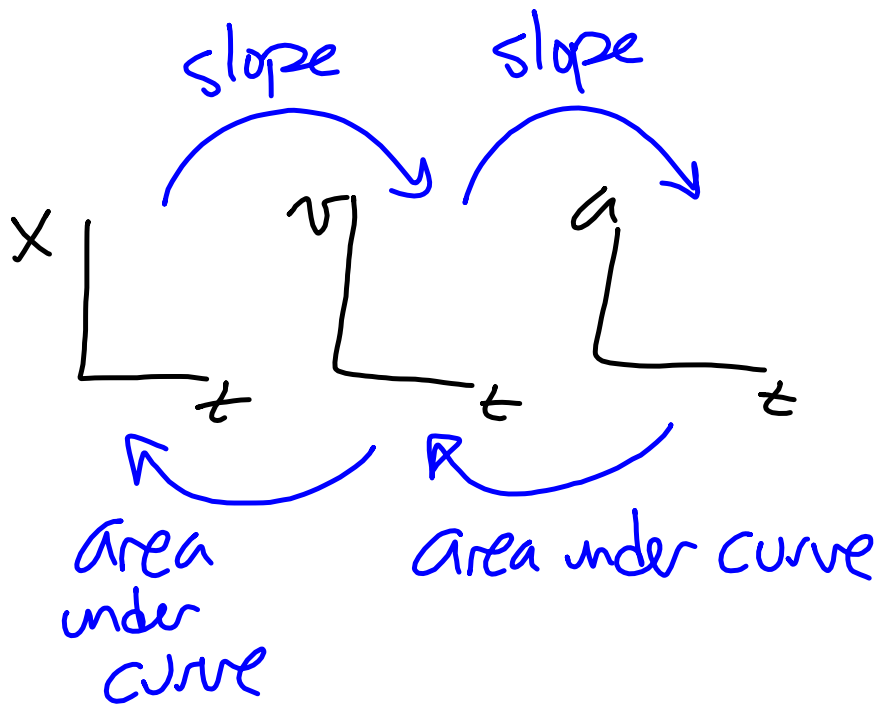 slope
slope
x
v
a
t
t
t
area
under
curve
area under curve